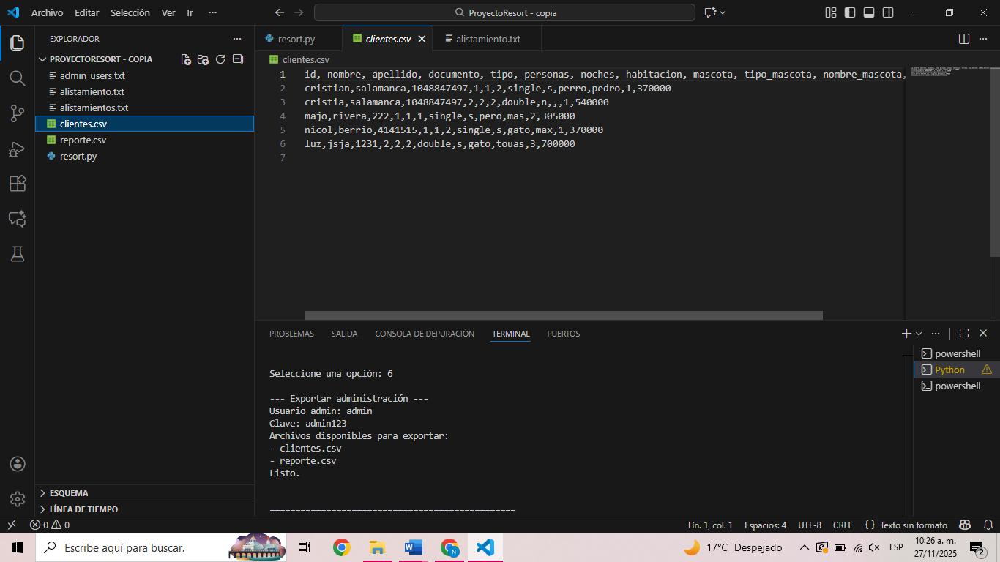 Archivo Editar Selección Ver Ir ··· ProyectoResort - copia
EXPLORADOR ···
PROYECTORESORT - COPIA
admin_users.txt
alistamiento.txt
alistamientos.txt
clientes.csv
reporte.csv
resort.py
ESQUEMA
LÍNEA DE TIEMPO
resort.py clientes.csv alistamiento.txt ···
clientes.csv
1 id, nombre, apellido, documento, tipo, personas, noches, habitacion, mascota, tipo_mascota, nombre_mascota,
2 cristian,salamanca,1048847497,1,1,2,single,s,perro,pedro,1,370000
3 cristia,salamanca,1048847497,2,2,2,double,n,,,1,540000
4 majo,rivera,222,1,1,1,single,s,pero,mas,2,305000
5 nicol,berrio,4141515,1,1,2,single,s,gato,max,1,370000
6 luz,jsja,1231,2,2,2,double,s,gato,touas,3,700000
7
PROBLEMAS SALIDA CONSOLA DE DEPURACIÓN TERMINAL PUERTOS
Seleccione una opción: 6
--- Exportar administración ---
Usuario admin: admin
Clave: admin123
Archivos disponibles para exportar:
- clientes.csv
- reporte.csv
Listo.
================================================
powershell
Python
powershell
0 0 Lín. 1, col. 1 Espacios: 4 UTF-8 CRLF { } Texto sin formato
Escribe aquí para buscar. 17°C Despejado ESP 10:26 a. m.
27/11/2025
2